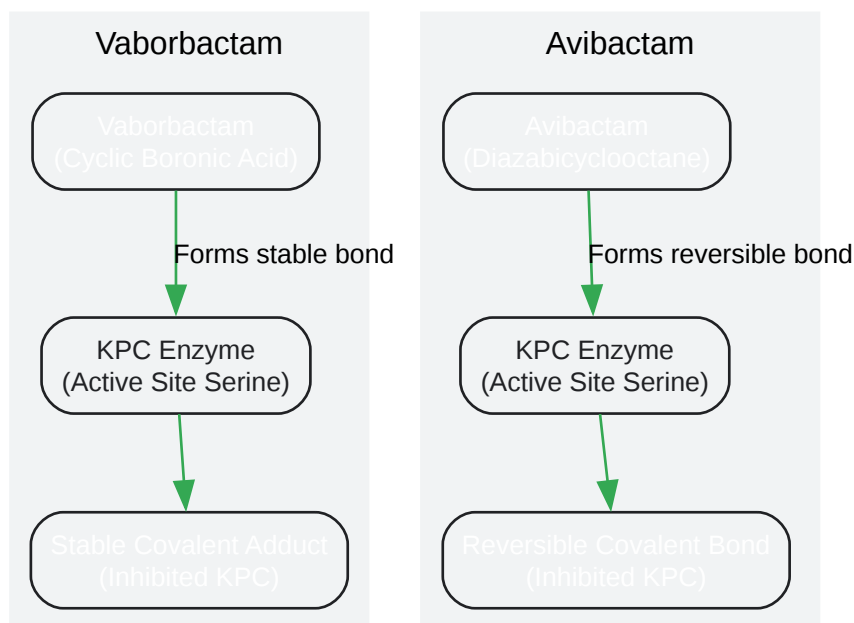 Vaborbactam
Vaborbactam
(Cyclic Boronic Acid)
Forms stable bond
KPC Enzyme
(Active Site Serine)
Stable Covalent Adduct
(Inhibited KPC)
Avibactam
Avibactam
(Diazabicyclooctane)
Forms reversible bond
KPC Enzyme
(Active Site Serine)
Reversible Covalent Bond
(Inhibited KPC)